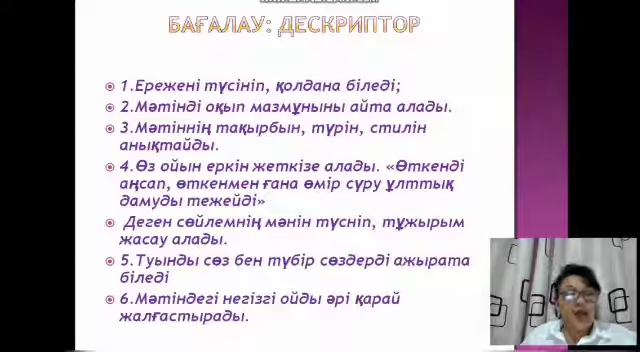 БАҒАЛАУ: ДЕСКРИПТОР
1.Ережені түсініп, қолдана біледі;
2.Мәтінді оқып мазмұныны айта алады.
3.Мәтіннің тақырбын, түрін, стилін
анықтайды.
4.Өз ойын еркін жеткізе алады. «Өткенді
аңсап, өткенмен ғана өмір сүру ұлттық
дамуды тежейді»
Деген сөйлемнің мәнін түсніп, тұжырым
жасау алады.
5.Туынды сөз бен түбір сөздерді ажырата
біледі
6.Мәтіндегі негізгі ойды әрі қарай
жалғастырады.